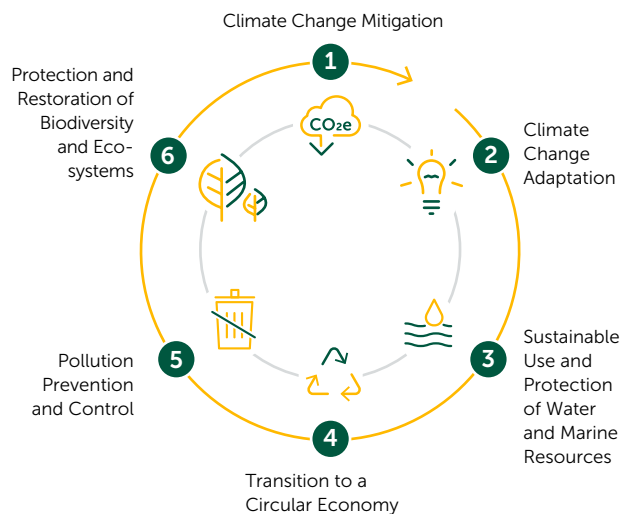 1
Climate Change Mitigation
CO₂e
2
Climate
Change
Adaptation
3
Sustainable
Use and
Protection
of Water
and Marine
Resources
4
Transition to a
Circular Economy
5
Pollution
Prevention
and Control
6
Protection and
Restoration of
Biodiversity
and Eco-
systems